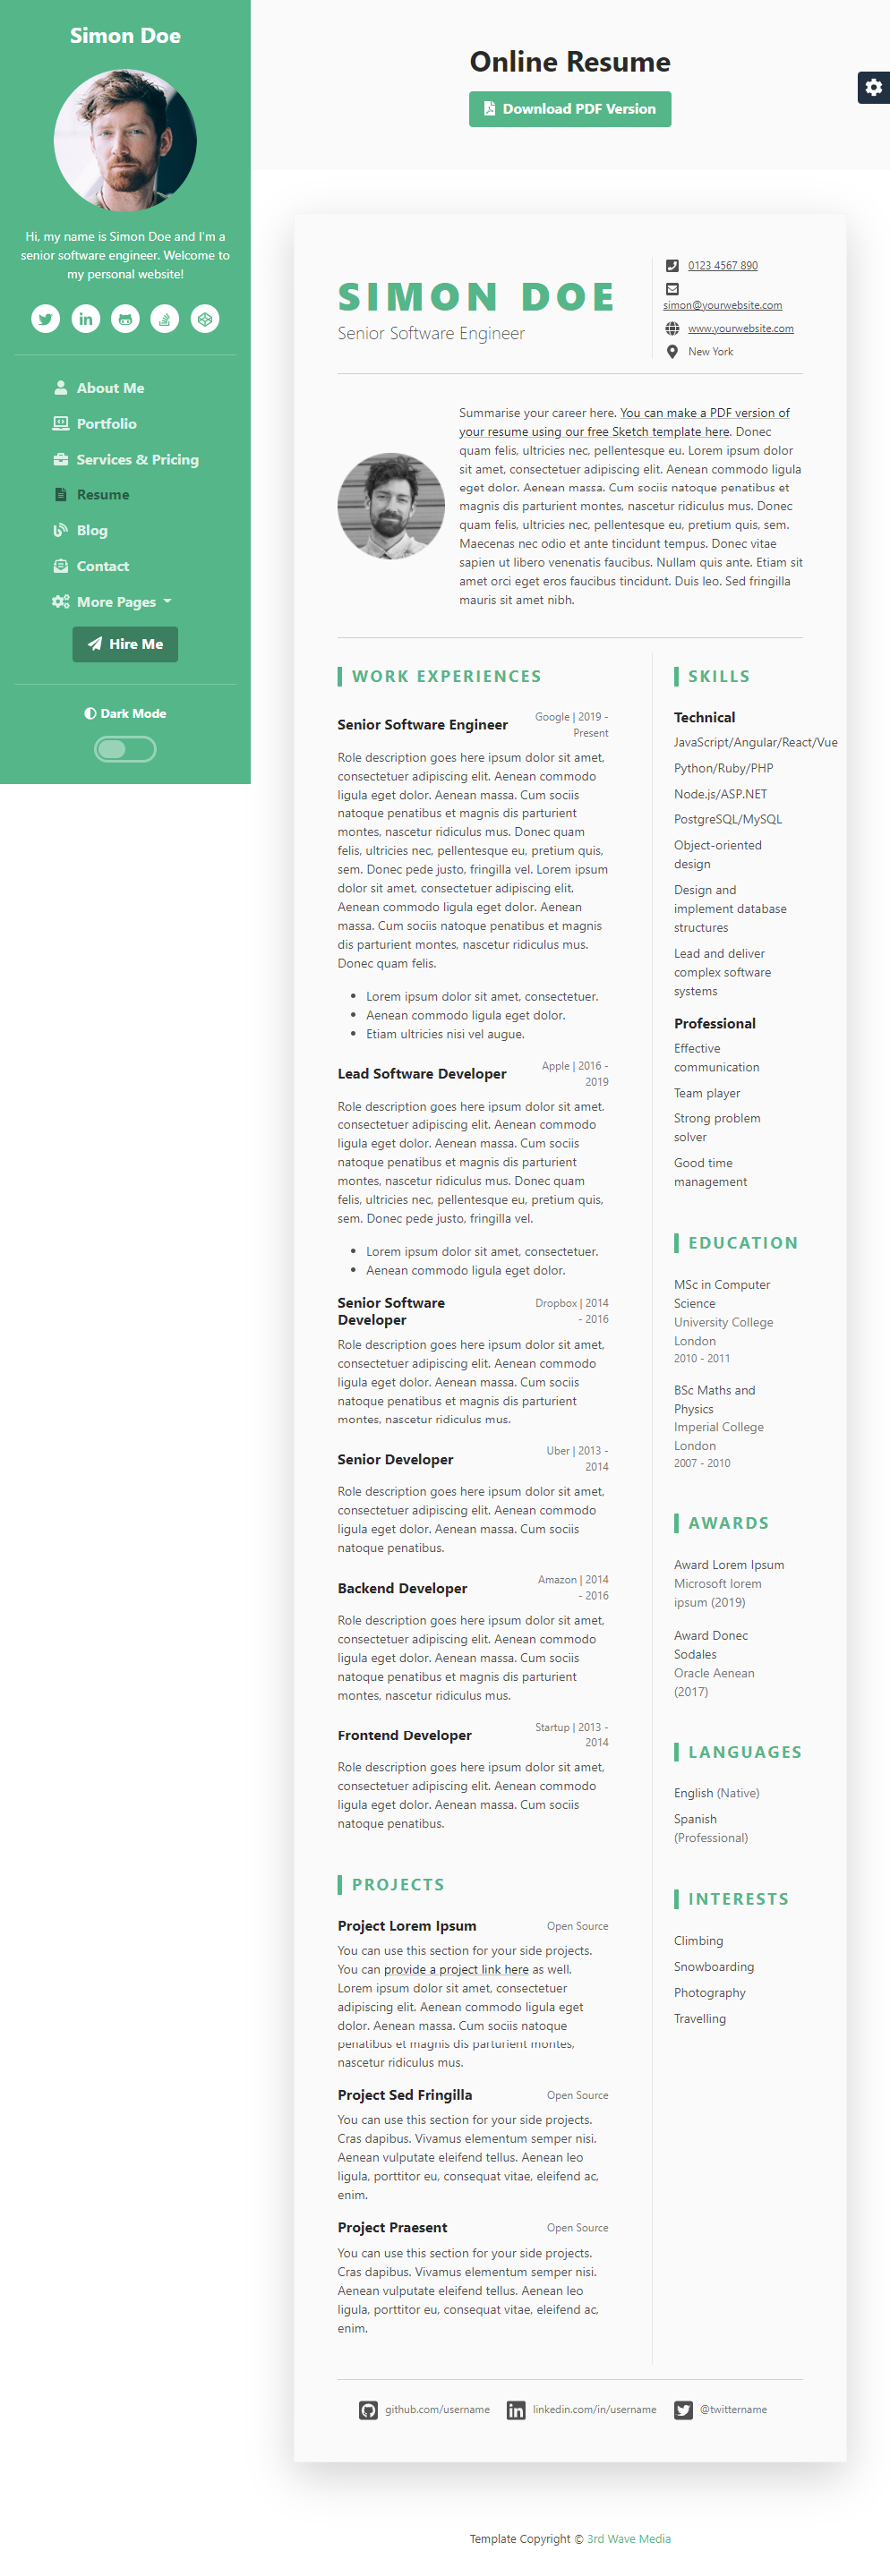 Simon Doe
Hi, my name is Simon Doe and I'm a
senior software engineer. Welcome to
my personal website!
About Me
Portfolio
Services & Pricing
Resume
Blog
Contact
More Pages
Hire Me
Dark Mode
Online Resume
Download PDF Version
SIMON DOE
Senior Software Engineer
0123 4567 890
simon@yourwebsite.com
www.yourwebsite.com
New York
Summarise your career here. You can make a PDF version of
your resume using our free Sketch template here. Donec
quam felis, ultricies nec, pellentesque eu. Lorem ipsum dolor
sit amet, consectetuer adipiscing elit. Aenean commodo ligula
eget dolor. Aenean massa. Cum sociis natoque penatibus et
magnis dis parturient montes, nascetur ridiculus mus. Donec
quam felis, ultricies nec, pellentesque eu, pretium quis, sem.
Maecenas nec odio et ante tincidunt tempus. Donec vitae
sapien ut libero venenatis faucibus. Nullam quis ante. Etiam sit
amet orci eget eros faucibus tincidunt. Duis leo. Sed fringilla
mauris sit amet nibh.
WORK EXPERIENCES
Senior Software Engineer
Google | 2019 -
Present
Role description goes here ipsum dolor sit amet,
consectetuer adipiscing elit. Aenean commodo
ligula eget dolor. Aenean massa. Cum sociis
natoque penatibus et magnis dis parturient
montes, nascetur ridiculus mus. Donec quam
felis, ultricies nec, pellentesque eu, pretium quis,
sem. Donec pede justo, fringilla vel. Lorem ipsum
dolor sit amet, consectetuer adipiscing elit.
Aenean commodo ligula eget dolor. Aenean
massa. Cum sociis natoque penatibus et magnis
dis parturient montes, nascetur ridiculus mus.
Donec quam felis.
Lorem ipsum dolor sit amet, consectetuer.
Aenean commodo ligula eget dolor.
Etiam ultricies nisi vel augue.
Lead Software Developer
Apple | 2016 -
2019
Role description goes here ipsum dolor sit amet,
consectetuer adipiscing elit. Aenean commodo
ligula eget dolor. Aenean massa. Cum sociis
natoque penatibus et magnis dis parturient
montes, nascetur ridiculus mus. Donec quam
felis, ultricies nec, pellentesque eu, pretium quis,
sem. Donec pede justo, fringilla vel.
Lorem ipsum dolor sit amet, consectetuer.
Aenean commodo ligula eget dolor.
Senior Software
Developer
Dropbox | 2014
- 2016
Role description goes here ipsum dolor sit amet,
consectetuer adipiscing elit. Aenean commodo
ligula eget dolor. Aenean massa. Cum sociis
natoque penatibus et magnis dis parturient
montes, nascetur ridiculus mus.
Senior Developer
Uber | 2013 -
2014
Role description goes here ipsum dolor sit amet,
consectetuer adipiscing elit. Aenean commodo
ligula eget dolor. Aenean massa. Cum sociis
natoque penatibus.
Backend Developer
Amazon | 2014
- 2016
Role description goes here ipsum dolor sit amet,
consectetuer adipiscing elit. Aenean commodo
ligula eget dolor. Aenean massa. Cum sociis
natoque penatibus et magnis dis parturient
montes, nascetur ridiculus mus.
Frontend Developer
Startup | 2013 -
2014
Role description goes here ipsum dolor sit amet,
consectetuer adipiscing elit. Aenean commodo
ligula eget dolor. Aenean massa. Cum sociis
natoque penatibus.
PROJECTS
Project Lorem Ipsum
Open Source
You can use this section for your side projects.
You can provide a project link here as well.
Lorem ipsum dolor sit amet, consectetuer
adipiscing elit. Aenean commodo ligula eget
dolor. Aenean massa. Cum sociis natoque
penatibus et magnis dis parturient montes,
nascetur ridiculus mus.
Project Sed Fringilla
Open Source
You can use this section for your side projects.
Cras dapibus. Vivamus elementum semper nisi.
Aenean vulputate eleifend tellus. Aenean leo
ligula, porttitor eu, consequat vitae, eleifend ac,
enim.
Project Praesent
Open Source
You can use this section for your side projects.
Cras dapibus. Vivamus elementum semper nisi.
Aenean vulputate eleifend tellus. Aenean leo
ligula, porttitor eu, consequat vitae, eleifend ac,
enim.
SKILLS
Technical
JavaScript/Angular/React/Vue
Python/Ruby/PHP
Node.js/ASP.NET
PostgreSQL/MySQL
Object-oriented
design
Design and
implement database
structures
Lead and deliver
complex software
systems
Professional
Effective
communication
Team player
Strong problem
solver
Good time
management
EDUCATION
MSc in Computer
Science
University College
London
2010 - 2011
BSc Maths and
Physics
Imperial College
London
2007 - 2010
AWARDS
Award Lorem Ipsum
Microsoft lorem
ipsum (2019)
Award Donec
Sodales
Oracle Aenean
(2017)
LANGUAGES
English (Native)
Spanish
(Professional)
INTERESTS
Climbing
Snowboarding
Photography
Travelling
github.com/username
linkedin.com/in/username
@twittername
Template Copyright © 3rd Wave Media